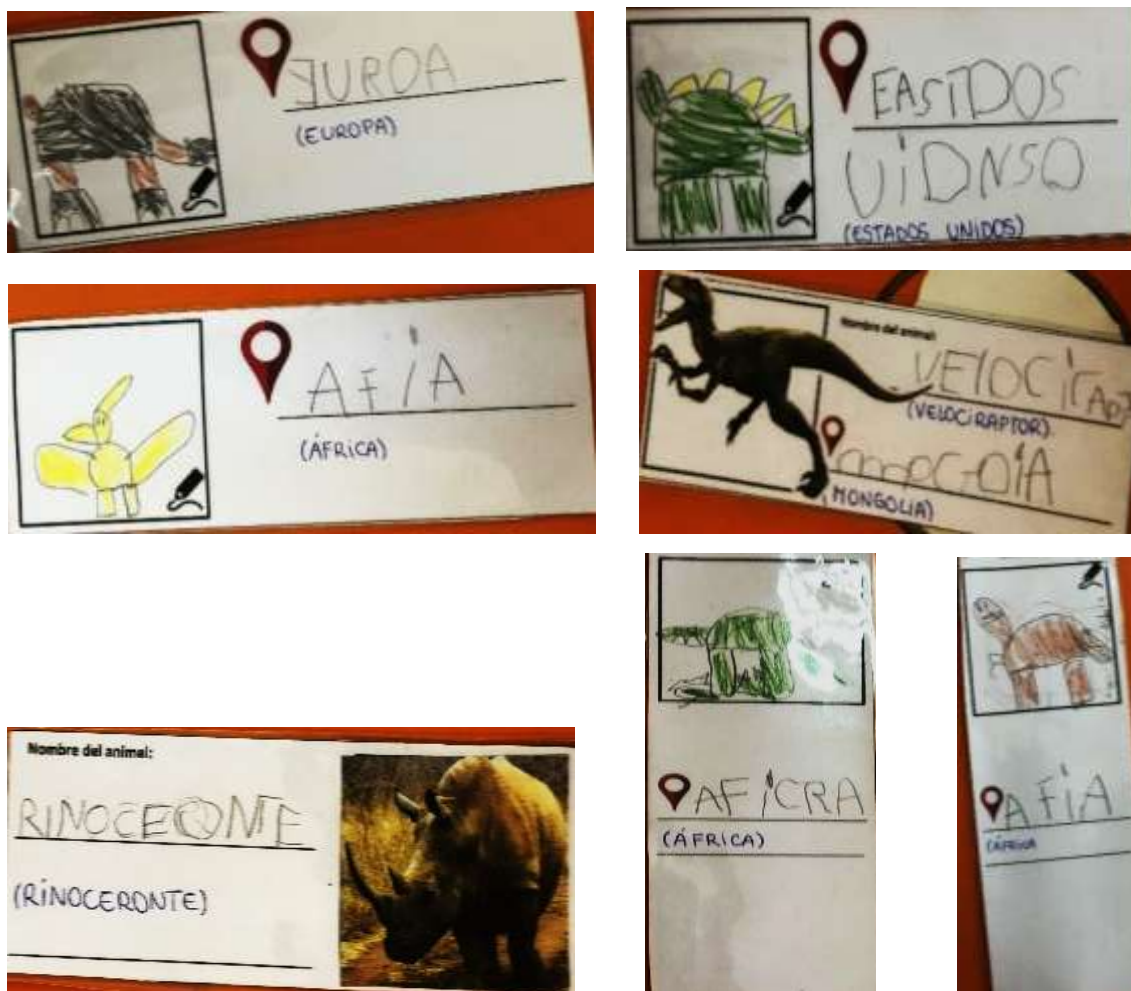 EUROA
(EUROPA)
EASTDOS
UiDNSO
(ESTADOS UNIDOS)
AFiA
(ÁFRiCA)
Nombre del animal:
VELOCirAp
(VELOCiRAPTOR)
(MONGOLiA)
Nombre del animal:
RINOCERONTE
(RiNOCERONTE)
AFiCRA
(ÁFRICA)
AFiA
(ÁFRICA